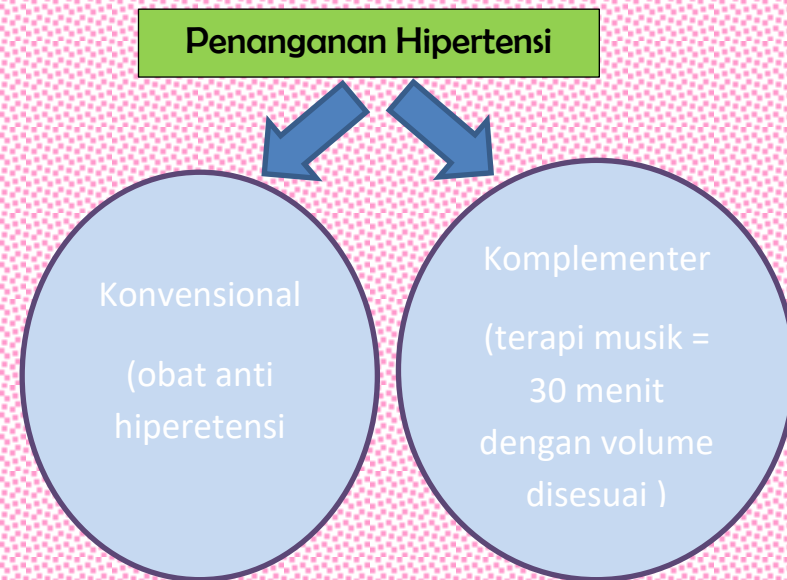 Penanganan Hipertensi
Konvensional
(obat anti
hiperetensi
Komplementer
(terapi musik =
30 menit
dengan volume
disesuai )